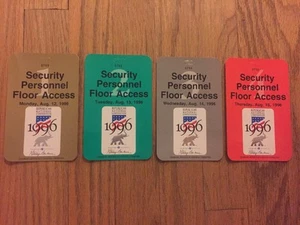 Security
Personnel
Floor Access
Monday, Aug. 12, 1996
1996
Security
Personnel
Floor Access
Tuesday, Aug. 13, 1996
1996
Security
Personnel
Floor Access
Wednesday, Aug. 14, 1996
1996
Security
Personnel
Floor Access
Thursday, Aug. 15, 1996
1996